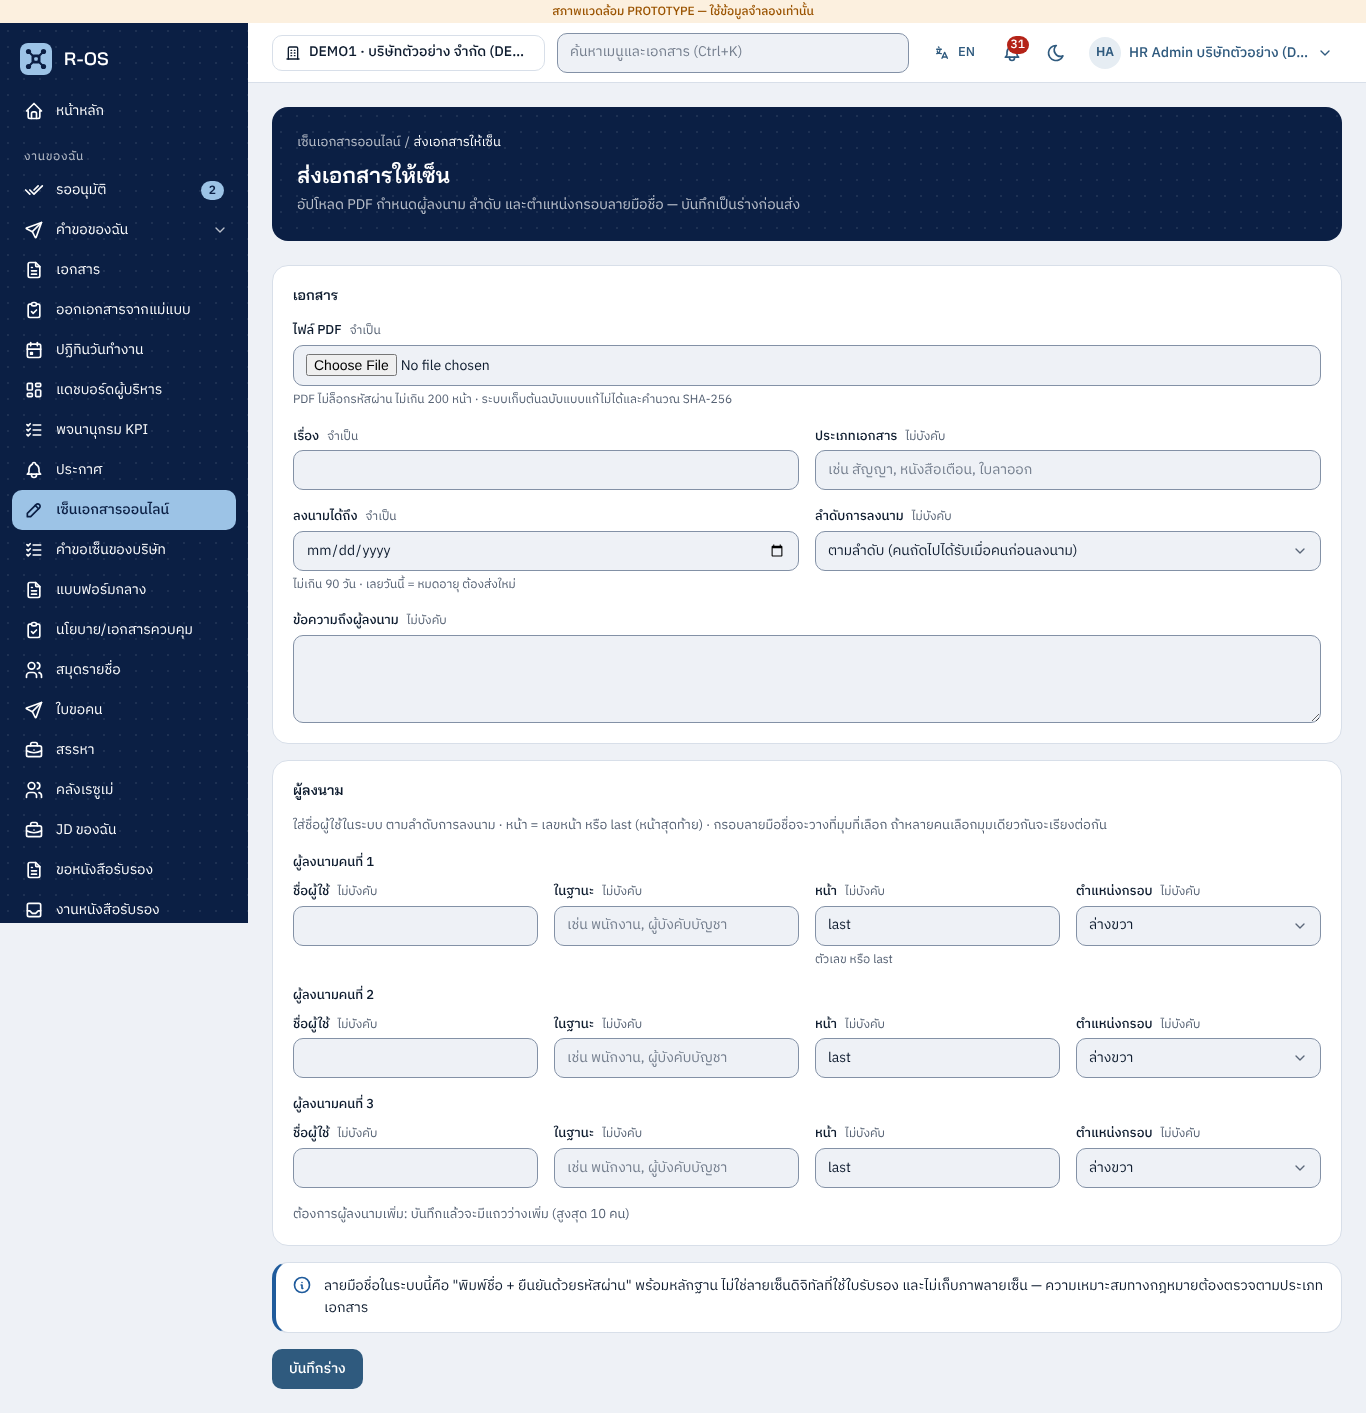 สภาพแวดล้อม PROTOTYPE — ใช้ข้อมูลจำลองเท่านั้น
R-OS
DEMO1 · บริษัทตัวอย่าง จำกัด (DE...
ค้นหาเมนูและเอกสาร (Ctrl+K)
EN
31
HA
HR Admin บริษัทตัวอย่าง (D...
หน้าหลัก
งานของฉัน
รออนุมัติ 2
คำขอของฉัน
เอกสาร
ออกเอกสารจากแม่แบบ
ปฏิทินวันทำงาน
แดชบอร์ดผู้บริหาร
พจนานุกรม KPI
ประกาศ
เซ็นเอกสารออนไลน์
คำขอเซ็นของบริษัท
แบบฟอร์มกลาง
นโยบาย/เอกสารควบคุม
สมุดรายชื่อ
ใบขอคน
สรรหา
คลังเรซูเม่
JD ของฉัน
ขอหนังสือรับรอง
งานหนังสือรับรอง
เซ็นเอกสารออนไลน์ / ส่งเอกสารให้เซ็น
ส่งเอกสารให้เซ็น
อัปโหลด PDF กำหนดผู้ลงนาม ลำดับ และตำแหน่งกรอบลายมือชื่อ — บันทึกเป็นร่างก่อนส่ง
เอกสาร
ไฟล์ PDF จำเป็น
Choose File No file chosen
PDF ไม่ล็อกรหัสผ่าน ไม่เกิน 200 หน้า · ระบบเก็บต้นฉบับแบบแก้ไม่ได้และคำนวณ SHA-256
เรื่อง จำเป็น
ประเภทเอกสาร ไม่บังคับ
เช่น สัญญา, หนังสือเตือน, ใบลาออก
ลงนามได้ถึง จำเป็น
ลำดับการลงนาม ไม่บังคับ
mm/dd/yyyy
ตามลำดับ (คนถัดไปได้รับเมื่อคนก่อนลงนาม)
ไม่เกิน 90 วัน · เลยวันนี้ = หมดอายุ ต้องส่งใหม่
ข้อความถึงผู้ลงนาม ไม่บังคับ
ผู้ลงนาม
ใส่ชื่อผู้ใช้ในระบบ ตามลำดับการลงนาม · หน้า = เลขหน้า หรือ last (หน้าสุดท้าย) · กรอบลายมือชื่อจะวางที่มุมที่เลือก ถ้าหลายคนเลือกมุมเดียวกันจะเรียงต่อกัน
ผู้ลงนามคนที่ 1
ชื่อผู้ใช้ ไม่บังคับ ในฐานะ ไม่บังคับ หน้า ไม่บังคับ ตำแหน่งกรอบ ไม่บังคับ
เช่น พนักงาน, ผู้บังคับบัญชา last ล่างขวา
ตัวเลข หรือ last
ผู้ลงนามคนที่ 2
ชื่อผู้ใช้ ไม่บังคับ ในฐานะ ไม่บังคับ หน้า ไม่บังคับ ตำแหน่งกรอบ ไม่บังคับ
เช่น พนักงาน, ผู้บังคับบัญชา last ล่างขวา
ผู้ลงนามคนที่ 3
ชื่อผู้ใช้ ไม่บังคับ ในฐานะ ไม่บังคับ หน้า ไม่บังคับ ตำแหน่งกรอบ ไม่บังคับ
เช่น พนักงาน, ผู้บังคับบัญชา last ล่างขวา
ต้องการผู้ลงนามเพิ่ม: บันทึกแล้วจะมีแถวว่างเพิ่ม (สูงสุด 10 คน)
ลายมือชื่อในระบบนี้คือ "พิมพ์ชื่อ + ยืนยันด้วยรหัสผ่าน" พร้อมหลักฐาน ไม่ใช่ลายเซ็นดิจิทัลที่ใช้ใบรับรอง และไม่เก็บภาพลายเซ็น — ความเหมาะสมทางกฎหมายต้องตรวจตามประเภท
เอกสาร
บันทึกร่าง